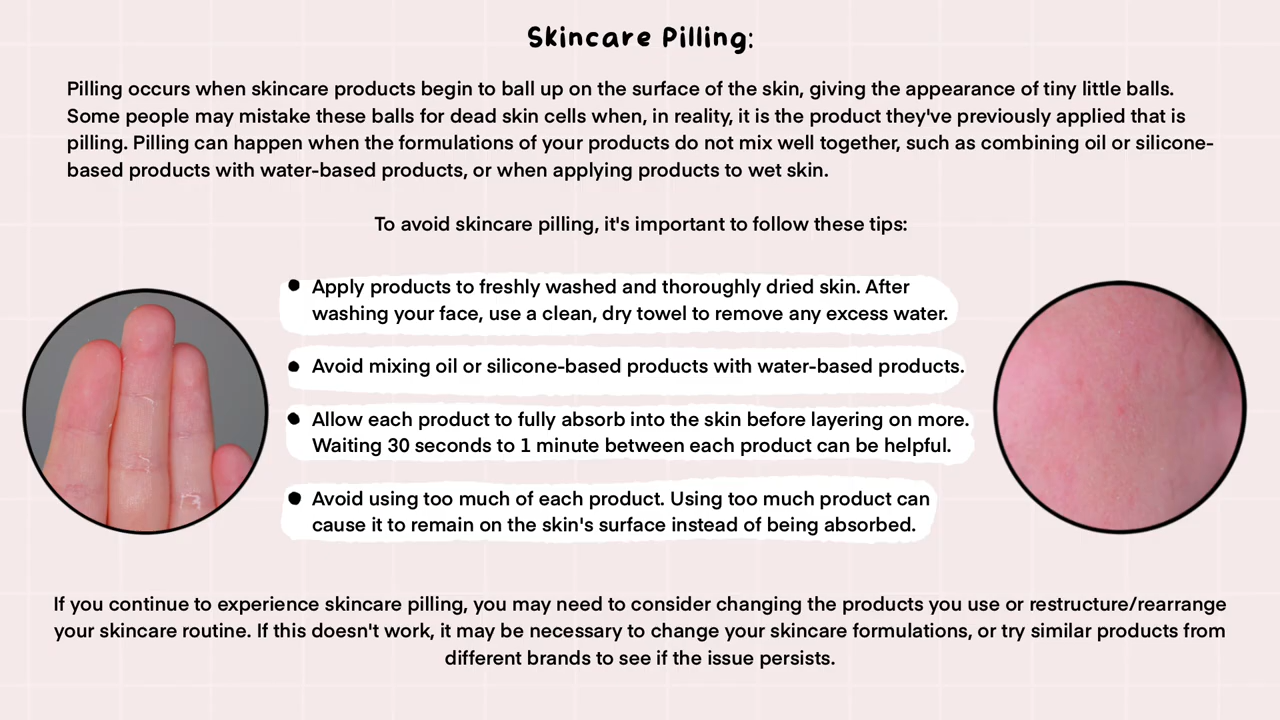 Skincare Pilling:
Pilling occurs when skincare products begin to ball up on the surface of the skin, giving the appearance of tiny little balls.
Some people may mistake these balls for dead skin cells when, in reality, it is the product they've previously applied that is
pilling. Pilling can happen when the formulations of your products do not mix well together, such as combining oil or silicone-
based products with water-based products, or when applying products to wet skin.
To avoid skincare pilling, it's important to follow these tips:
● Apply products to freshly washed and thoroughly dried skin. After
washing your face, use a clean, dry towel to remove any excess water.
● Avoid mixing oil or silicone-based products with water-based products.
● Allow each product to fully absorb into the skin before layering on more.
Waiting 30 seconds to 1 minute between each product can be helpful.
● Avoid using too much of each product. Using too much product can
cause it to remain on the skin's surface instead of being absorbed.
If you continue to experience skincare pilling, you may need to consider changing the products you use or restructure/rearrange
your skincare routine. If this doesn't work, it may be necessary to change your skincare formulations, or try similar products from
different brands to see if the issue persists.